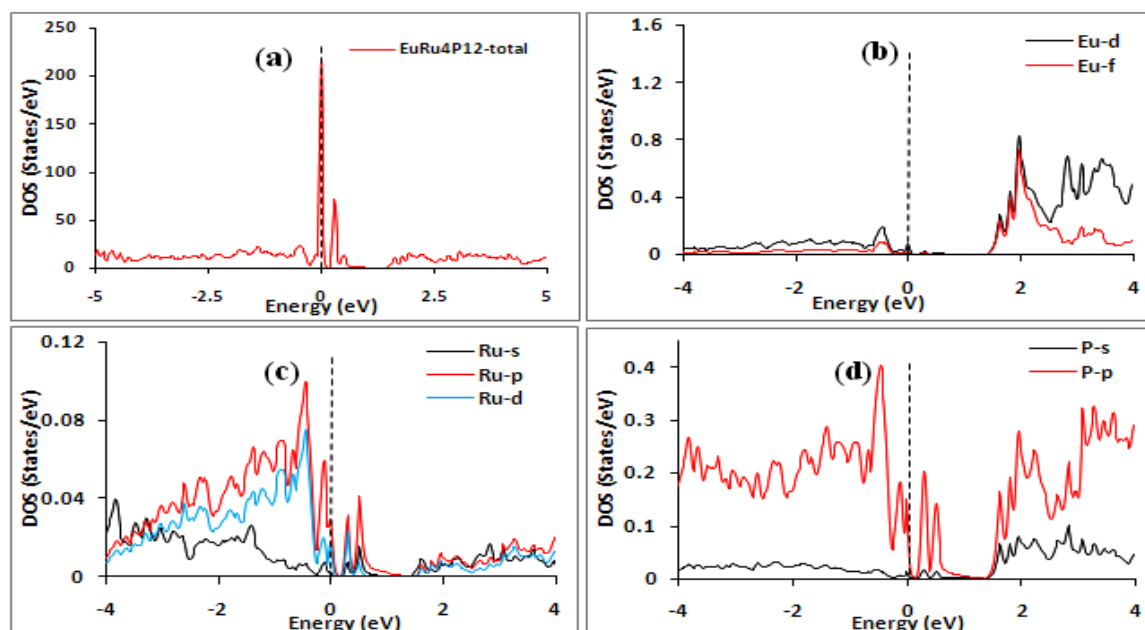 250
200
150
100
50
0
DOS (States/eV)
(a)
EuRu4P12-total
-5
-2.5
0
2.5
5
Energy (eV)
1.6
1.2
0.8
0.4
0
DOS ( States/eV)
(b)
Eu-d
Eu-f
-4
-2
0
2
4
Energy (eV)
0.12
0.08
0.04
0
DOS (States/eV)
(c)
Ru-s
Ru-p
Ru-d
-4
-2
0
2
4
Energy (eV)
0.4
0.3
0.2
0.1
0
DOS (States/eV)
(d)
P-s
P-p
-4
-2
0
2
4
Energy (eV)